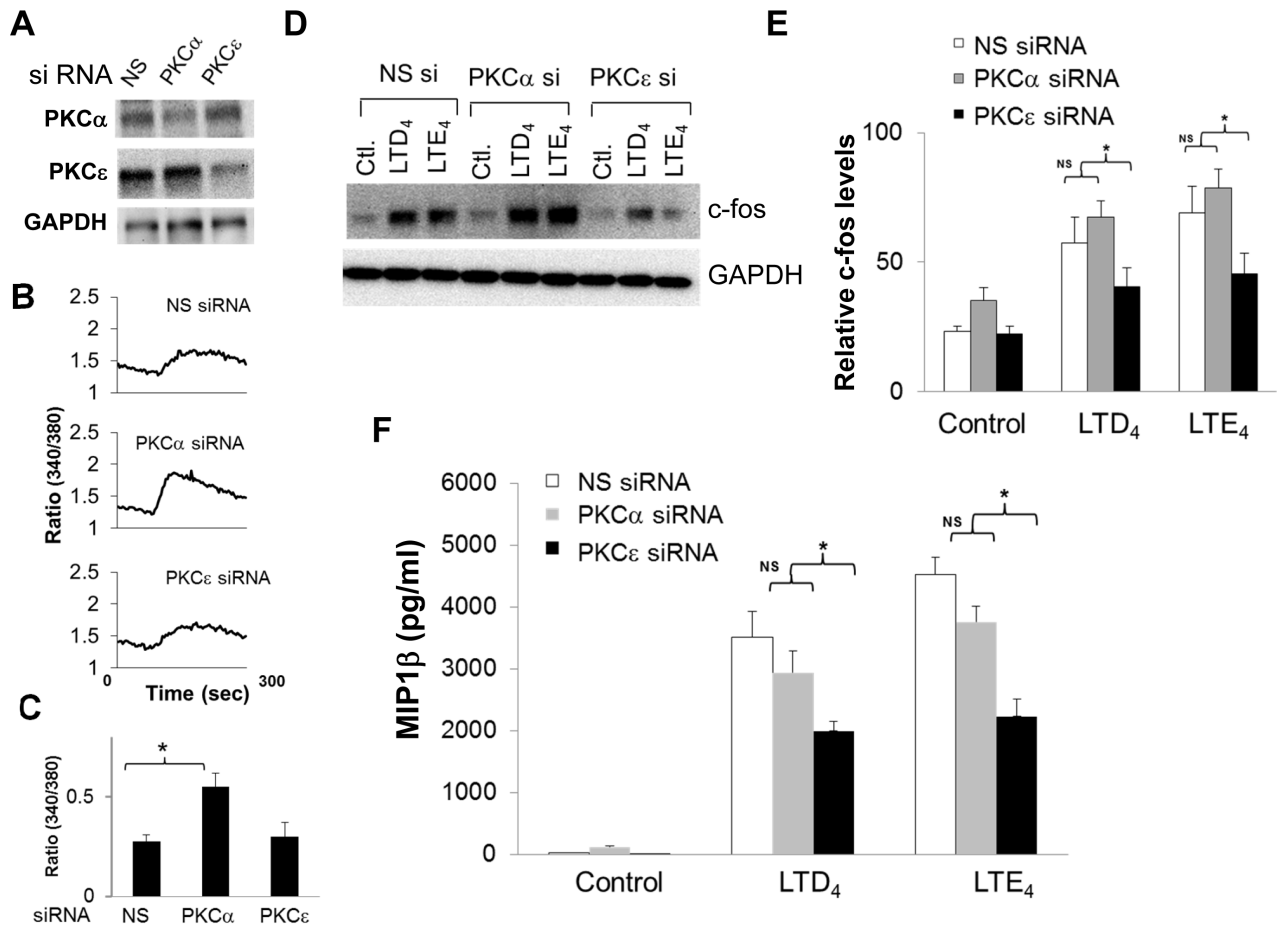 A
si RNA NS PKCα PKCε
PKCα
PKCε
GAPDH
B
2.5
NS siRNA
2
1.5
1
2.5
PKCα siRNA
2
1.5
1
2.5
PKCε siRNA
2
1.5
1
Ratio (340/380)
0 Time (sec) 300
C
*
0.5
0
Ratio (340/380)
siRNA NS PKCα PKCε
D
NS si PKCα si PKCε si
Ctl. LTD4 LTE4 Ctl. LTD4 LTE4 Ctl. LTD4 LTE4
c-fos
GAPDH
E
NS siRNA
PKCα siRNA
PKCε siRNA
100
50
0
Relative c-fos levels
NS * NS *
Control LTD4 LTE4
F
6000
5000
4000
3000
2000
1000
0
MIP1β (pg/ml)
NS siRNA
PKCα siRNA
PKCε siRNA
NS * NS *
Control LTD4 LTE4